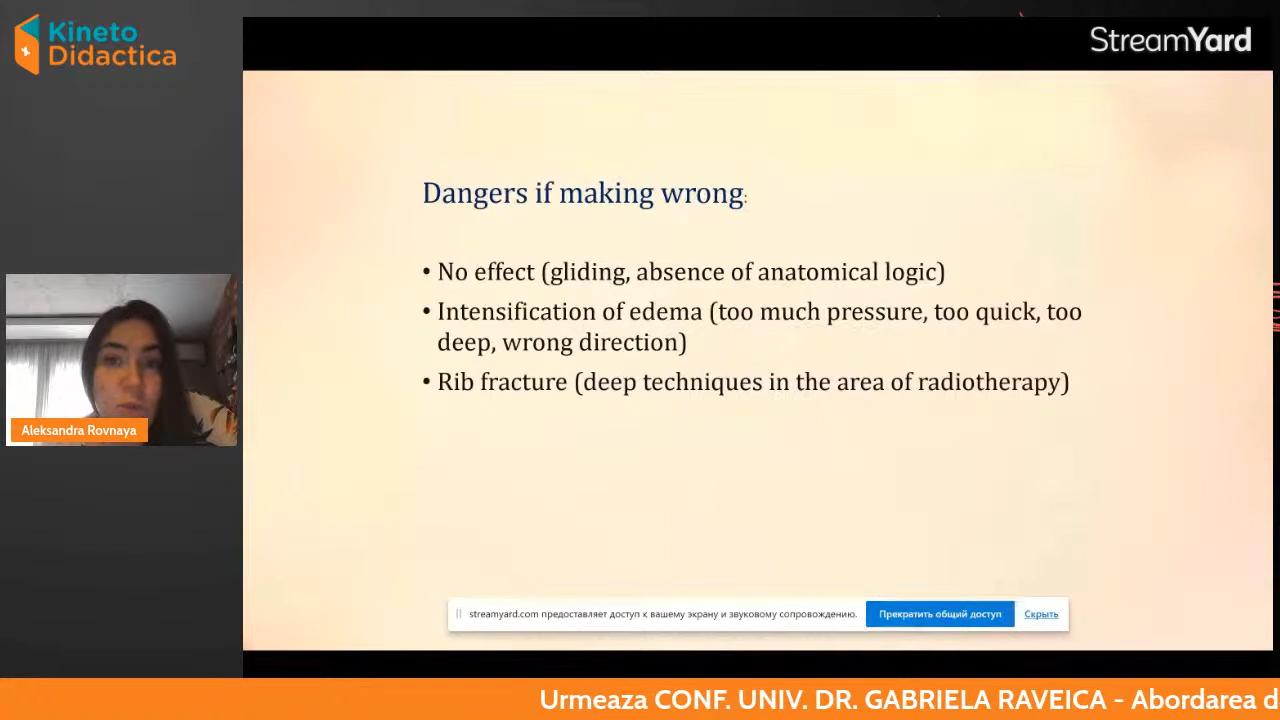 Kineto
Didactica
StreamYard
Dangers if making wrong:
• No effect (gliding, absence of anatomical logic)
• Intensification of edema (too much pressure, too quick, too
deep, wrong direction)
• Rib fracture (deep techniques in the area of radiotherapy)
Aleksandra Rovnaya
streamyard.com предоставляет доступ к вашему экрану и звуковому сопровождению.
Прекратить общий доступ
Скрыть
Urmeaza CONF. UNIV. DR. GABRIELA RAVEICA - Abordarea d